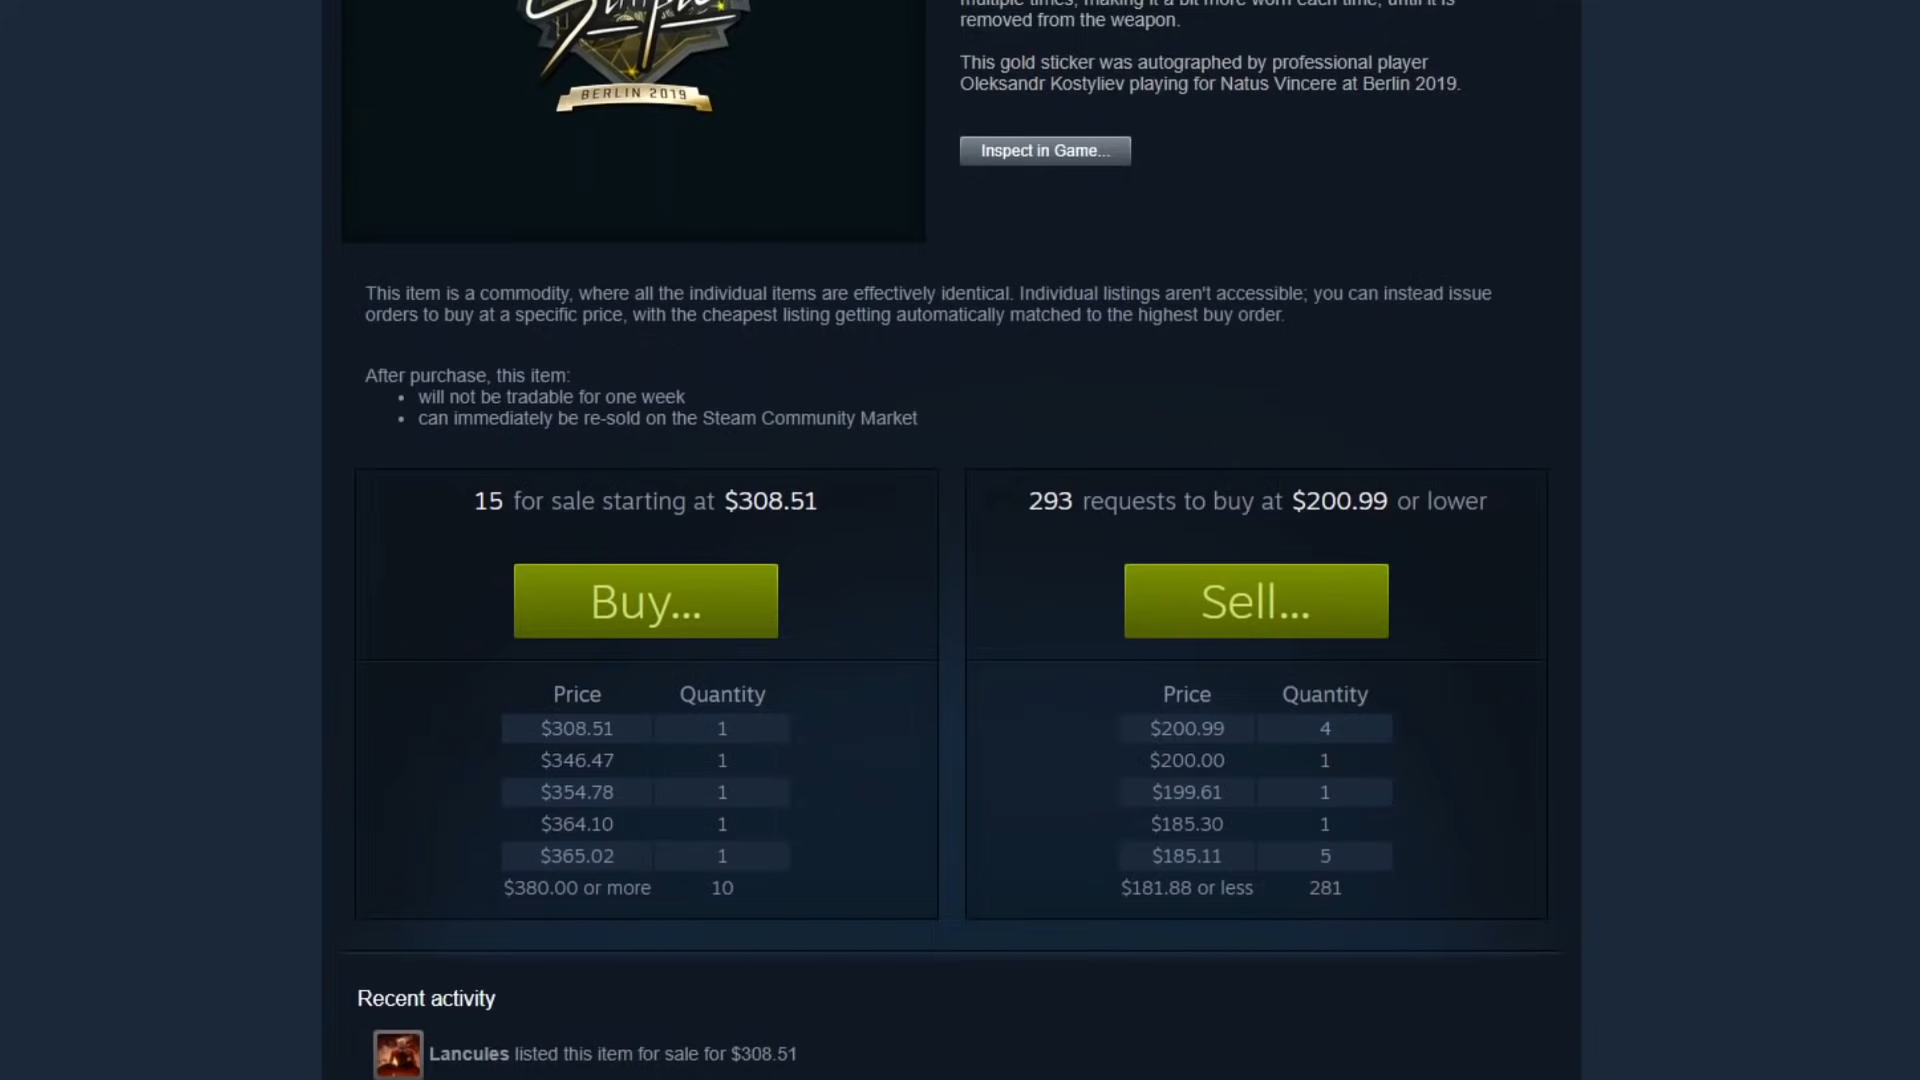 BERLIN 2019
removed from the weapon.
This gold sticker was autographed by professional player
Oleksandr Kostyliev playing for Natus Vincere at Berlin 2019.
Inspect in Game...
This item is a commodity, where all the individual items are effectively identical. Individual listings aren't accessible; you can instead issue
orders to buy at a specific price, with the cheapest listing getting automatically matched to the highest buy order.
After purchase, this item:
• will not be tradable for one week
• can immediately be re-sold on the Steam Community Market
15 for sale starting at $308.51
Buy...
Price Quantity
$308.51 1
$346.47 1
$354.78 1
$364.10 1
$365.02 1
$380.00 or more 10
293 requests to buy at $200.99 or lower
Sell...
Price Quantity
$200.99 4
$200.00 1
$199.61 1
$185.30 1
$185.11 5
$181.88 or less 281
Recent activity
Lancules listed this item for sale for $308.51